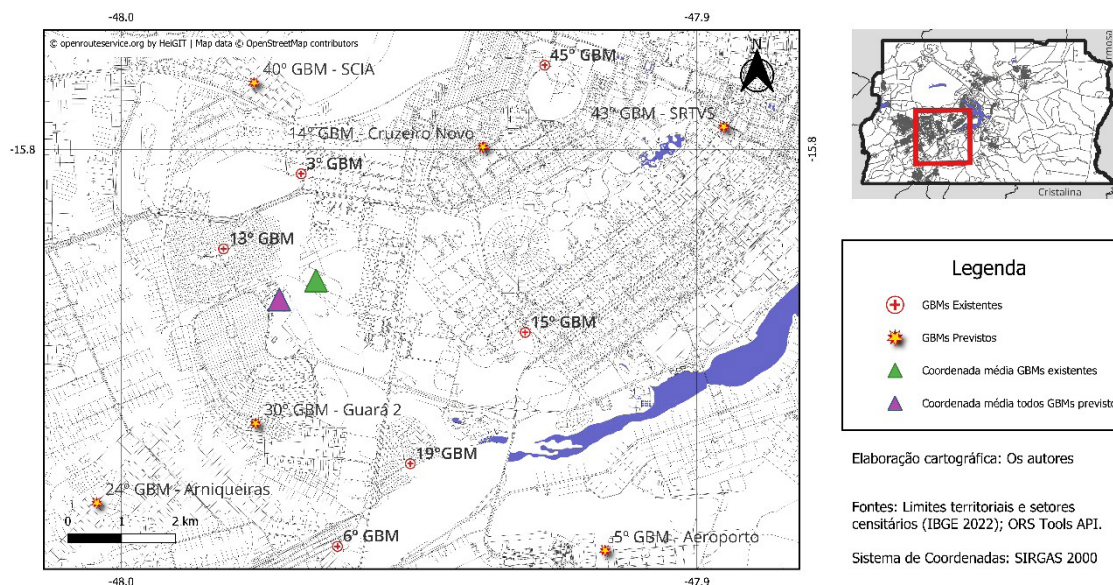 -48.0
-47.9
© openrouteservice.org by HeiGIT | Map data © OpenStreetMap contributors
N
45º GBM
40º GBM - SCIA
43º GBM - SRTVS
14º GBM - Cruzeiro Novo
-15.8
-15.8
3º GBM
13º GBM
15º GBM
30º GBM - Guará 2
19ºGBM
24º GBM - Arniqueiras
0 1 2 km
6º GBM
5º GBM - Aeroporto
-48.0
-47.9
Cristalina
Legenda
GBMs Existentes
GBMs Previstos
Coordenada média GBMs existentes
Coordenada média todos GBMs previsto
Elaboração cartográfica: Os autores
Fontes: Limites territoriais e setores
censitários (IBGE 2022); ORS Tools API.
Sistema de Coordenadas: SIRGAS 2000